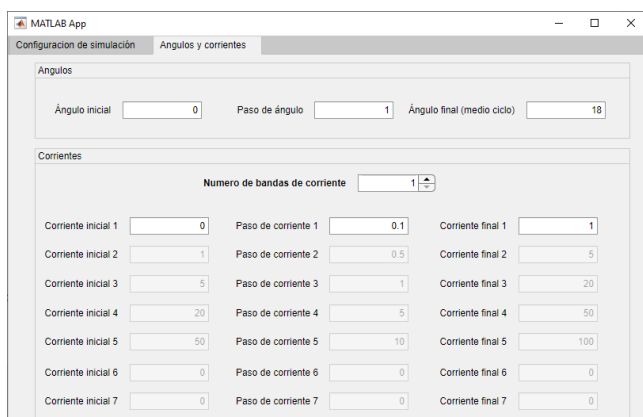 MATLAB App
Configuracion de simulación Angulos y corrientes
Angulos
Ángulo inicial 0 Paso de ángulo 1 Ángulo final (medio ciclo) 18
Corrientes
Numero de bandas de corriente 1
Corriente inicial 1 0 Paso de corriente 1 0.1 Corriente final 1 1
Corriente inicial 2 1 Paso de corriente 2 0.5 Corriente final 2 5
Corriente inicial 3 5 Paso de corriente 3 1 Corriente final 3 20
Corriente inicial 4 20 Paso de corriente 4 5 Corriente final 4 50
Corriente inicial 5 50 Paso de corriente 5 10 Corriente final 5 100
Corriente inicial 6 0 Paso de corriente 6 0 Corriente final 6 0
Corriente inicial 7 0 Paso de corriente 7 0 Corriente final 7 0